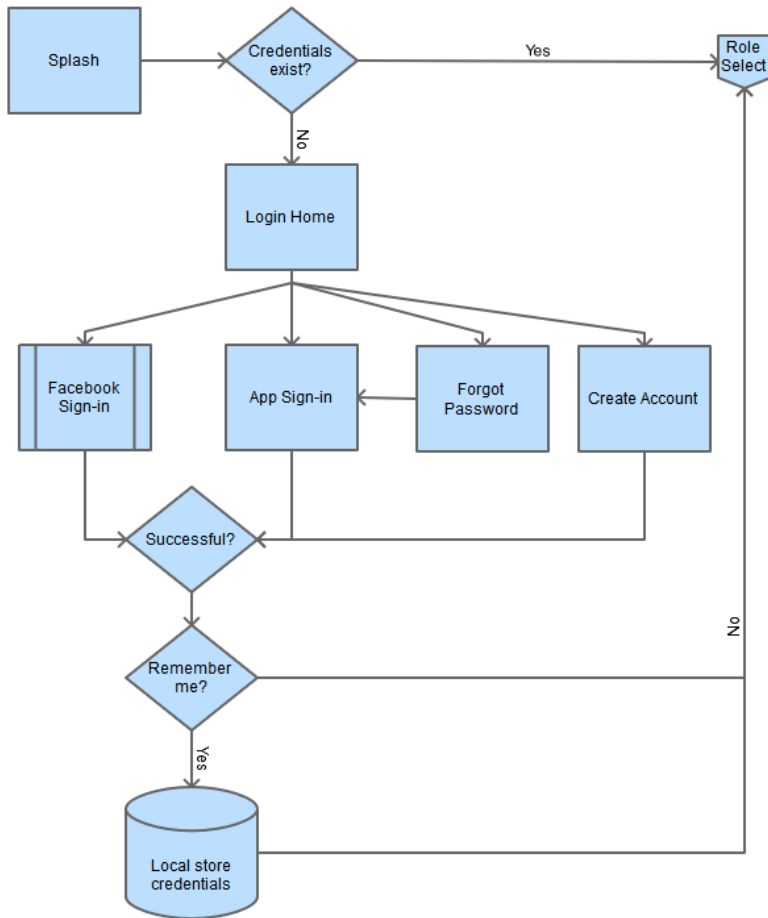 Splash
Credentials
exist?
Yes
Role
Select
No
Login Home
Facebook
Sign-in
App Sign-in
Forgot
Password
Create Account
Successful?
Remember
me?
No
Yes
Local store
credentials